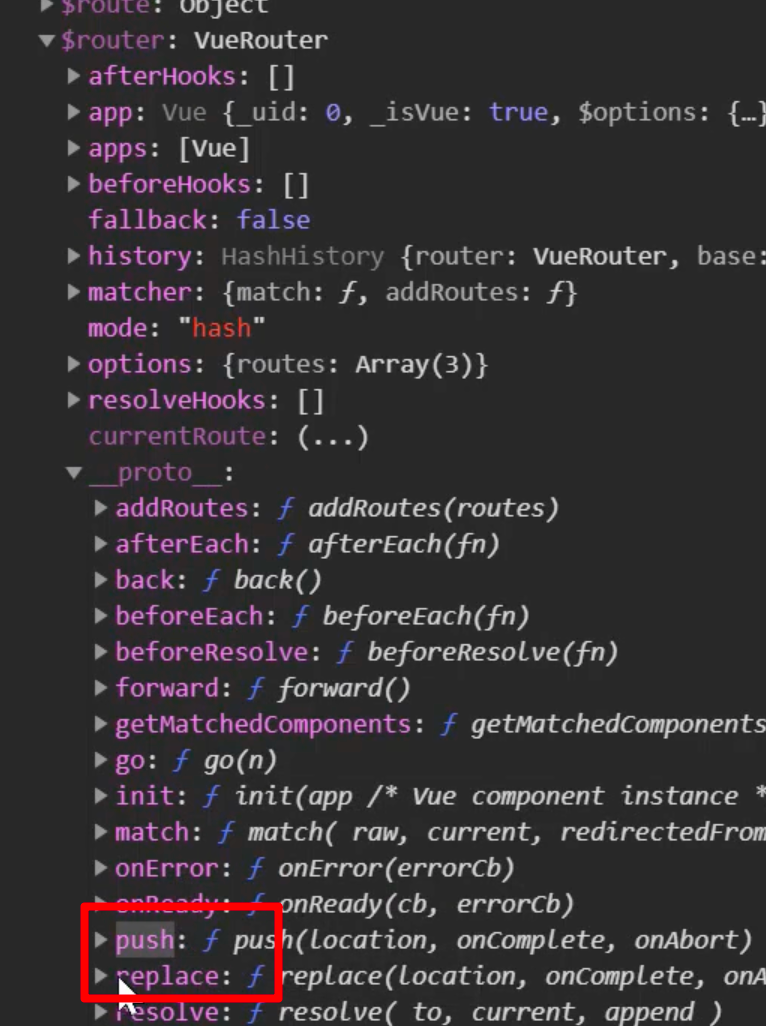 $route: Object
$router: VueRouter
afterHooks: []
app: Vue {_uid: 0, _isVue: true, $options: {…}
apps: [Vue]
beforeHooks: []
fallback: false
history: HashHistory {router: VueRouter, base:
matcher: {match: ƒ, addRoutes: ƒ}
mode: "hash"
options: {routes: Array(3)}
resolveHooks: []
currentRoute: (...)
__proto__:
addRoutes: ƒ addRoutes(routes)
afterEach: ƒ afterEach(fn)
back: ƒ back()
beforeEach: ƒ beforeEach(fn)
beforeResolve: ƒ beforeResolve(fn)
forward: ƒ forward()
getMatchedComponents: ƒ getMatchedComponents
go: ƒ go(n)
init: ƒ init(app /* Vue component instance *
match: ƒ match( raw, current, redirectedFrom
onError: ƒ onError(errorCb)
onReady: ƒ onReady(cb, errorCb)
push: ƒ push(location, onComplete, onAbort)
replace: ƒ replace(location, onComplete, onA
resolve: ƒ resolve( to, current, append )